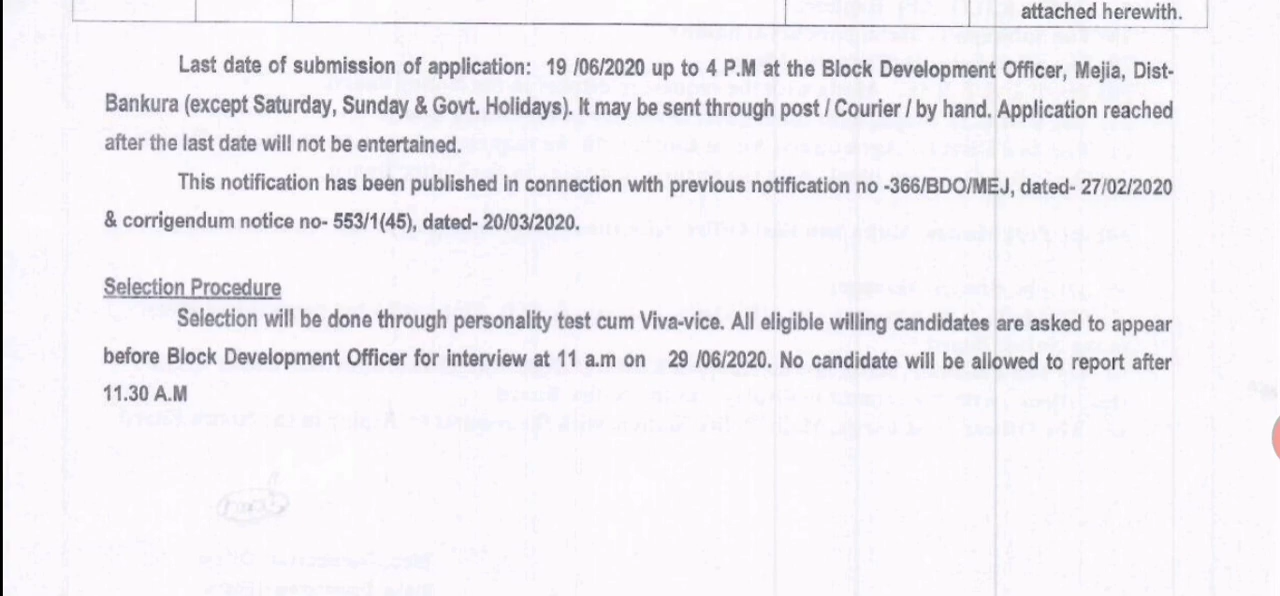 attached herewith.
Last date of submission of application: 19 /06/2020 up to 4 P.M at the Block Development Officer, Mejia, Dist-
Bankura (except Saturday, Sunday & Govt. Holidays). It may be sent through post / Courier / by hand. Application reached
after the last date will not be entertained.
This notification has been published in connection with previous notification no -366/BDO/MEJ, dated- 27/02/2020
& corrigendum notice no- 553/1(45), dated- 20/03/2020.
Selection Procedure
Selection will be done through personality test cum Viva-vice. All eligible willing candidates are asked to appear
before Block Development Officer for interview at 11 a.m on 29 /06/2020. No candidate will be allowed to report after
11.30 A.M